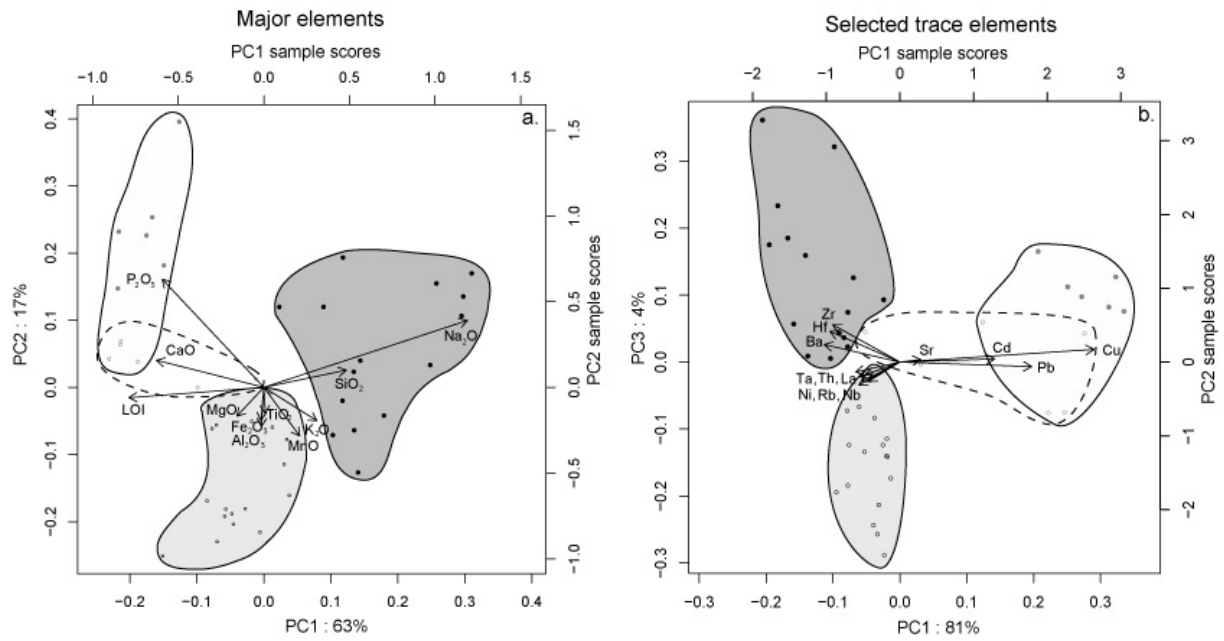 Major elements
PC1 sample scores
−1.0 −0.5 0.0 0.5 1.0 1.5
a.
PC2 : 17%
0.4
0.3
0.2
0.1
0.0
−0.1
−0.2
1.5
1.0
0.5
0.0
−0.5
−1.0
PC2 sample scores
P₂O₅
CaO
LOI
Na₂O
SiO₂
MgO TiO₂
Fe₂O₃ K₂O
Al₂O₅ MnO
−0.2 −0.1 0.0 0.1 0.2 0.3 0.4
PC1 : 63%
Selected trace elements
PC1 sample scores
−2 −1 0 1 2 3
b.
PC3 : 4%
0.3
0.2
0.1
0.0
−0.1
−0.2
−0.3
3
2
1
0
−1
−2
PC2 sample scores
Zr
Hf
Ba
Sr Cd Cu
Pb
Ta, Th, La
Ni, Rb, Nb
−0.3 −0.2 −0.1 0.0 0.1 0.2 0.3
PC1 : 81%